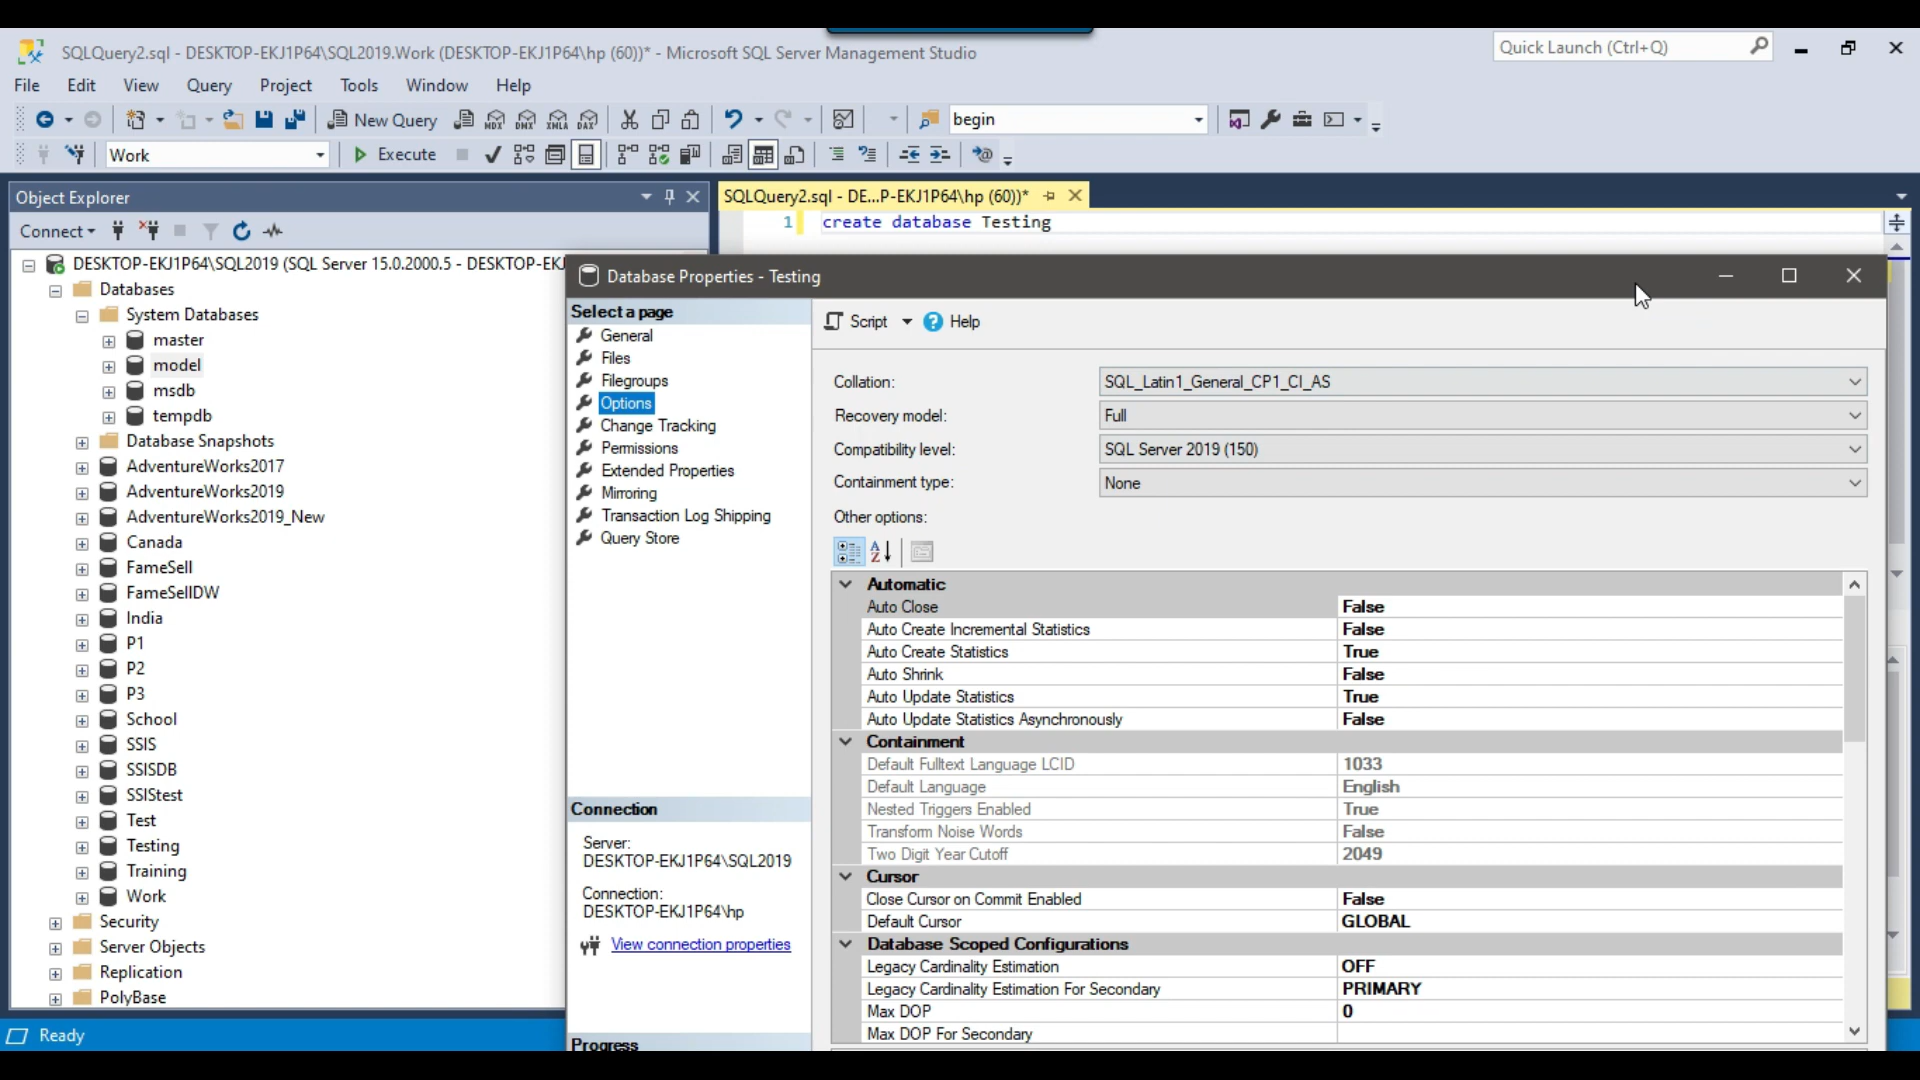 SQLQuery2.sql - DESKTOP-EKJ1P64\SQL2019.Work (DESKTOP-EKJ1P64\hp (60))* - Microsoft SQL Server Management Studio
Quick Launch (Ctrl+Q)
File Edit View Query Project Tools Window Help
New Query MDX DMX XMLA DAX begin
Work Execute
Object Explorer
SQLQuery2.sql - DE...P-EKJ1P64\hp (60))*
Connect
1 create database Testing
DESKTOP-EKJ1P64\SQL2019 (SQL Server 15.0.2000.5 - DESKTOP-EKJ
Databases
System Databases
master
model
msdb
tempdb
Database Snapshots
AdventureWorks2017
AdventureWorks2019
AdventureWorks2019_New
Canada
FameSell
FameSellDW
India
P1
P2
P3
School
SSIS
SSISDB
SSIStest
Test
Testing
Training
Work
Security
Server Objects
Replication
PolyBase
Ready
Database Properties - Testing
Select a page
General
Files
Filegroups
Options
Change Tracking
Permissions
Extended Properties
Mirroring
Transaction Log Shipping
Query Store
Connection
Server:
DESKTOP-EKJ1P64\SQL2019
Connection:
DESKTOP-EKJ1P64\hp
View connection properties
Progress
Script Help
Collation: SQL_Latin1_General_CP1_CI_AS
Recovery model: Full
Compatibility level: SQL Server 2019 (150)
Containment type: None
Other options:
Automatic
Auto Close False
Auto Create Incremental Statistics False
Auto Create Statistics True
Auto Shrink False
Auto Update Statistics True
Auto Update Statistics Asynchronously False
Containment
Default Fulltext Language LCID 1033
Default Language English
Nested Triggers Enabled True
Transform Noise Words False
Two Digit Year Cutoff 2049
Cursor
Close Cursor on Commit Enabled False
Default Cursor GLOBAL
Database Scoped Configurations
Legacy Cardinality Estimation OFF
Legacy Cardinality Estimation For Secondary PRIMARY
Max DOP 0
Max DOP For Secondary